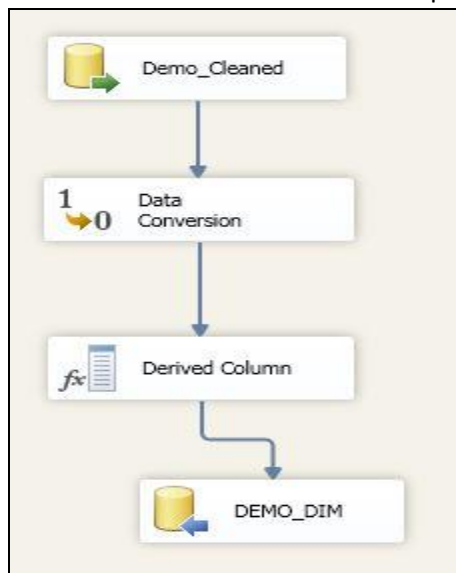 Demo_Cleaned
1
0
Data
Conversion
fx
Derived Column
DEMO_DIM